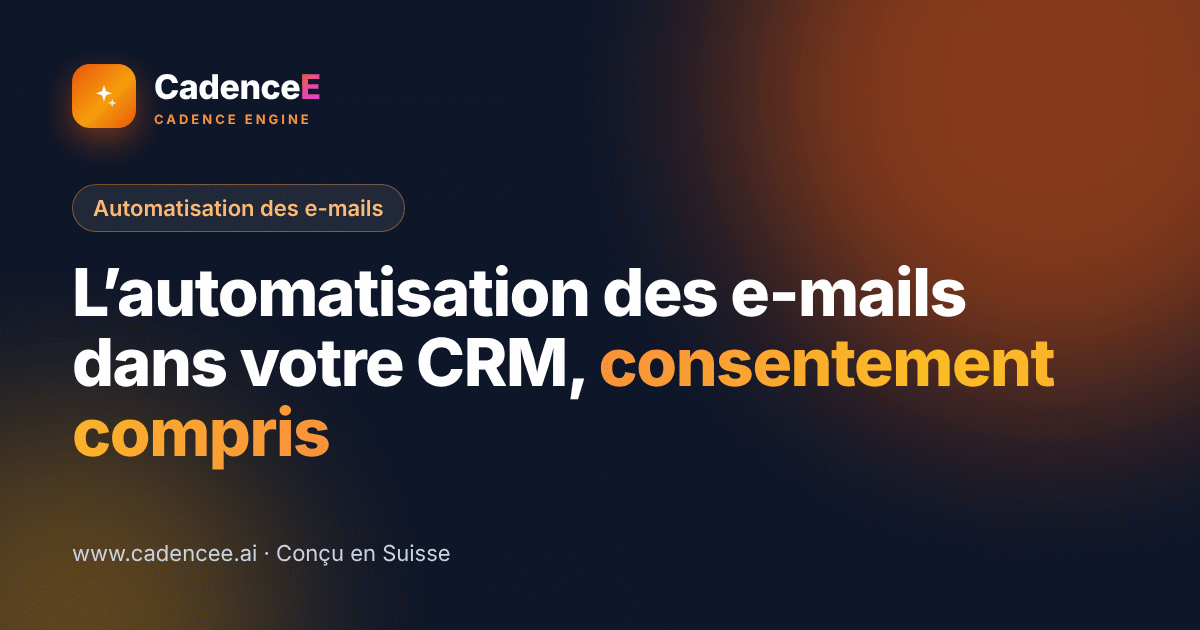 CadenceE
CADENCE ENGINE
Automatisation des e-mails
L’automatisation des e-mails
dans votre CRM, consentement
compris
www.cadencee.ai · Conçu en Suisse